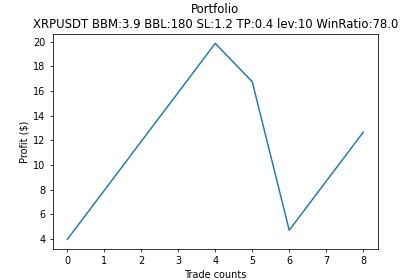 Portfolio
XRPUSDT BBM:3.9 BBL:180 SL:1.2 TP:0.4 lev:10 WinRatio:78.0
Profit ($)
20
18
16
14
12
10
8
6
4
0 1 2 3 4 5 6 7 8
Trade counts